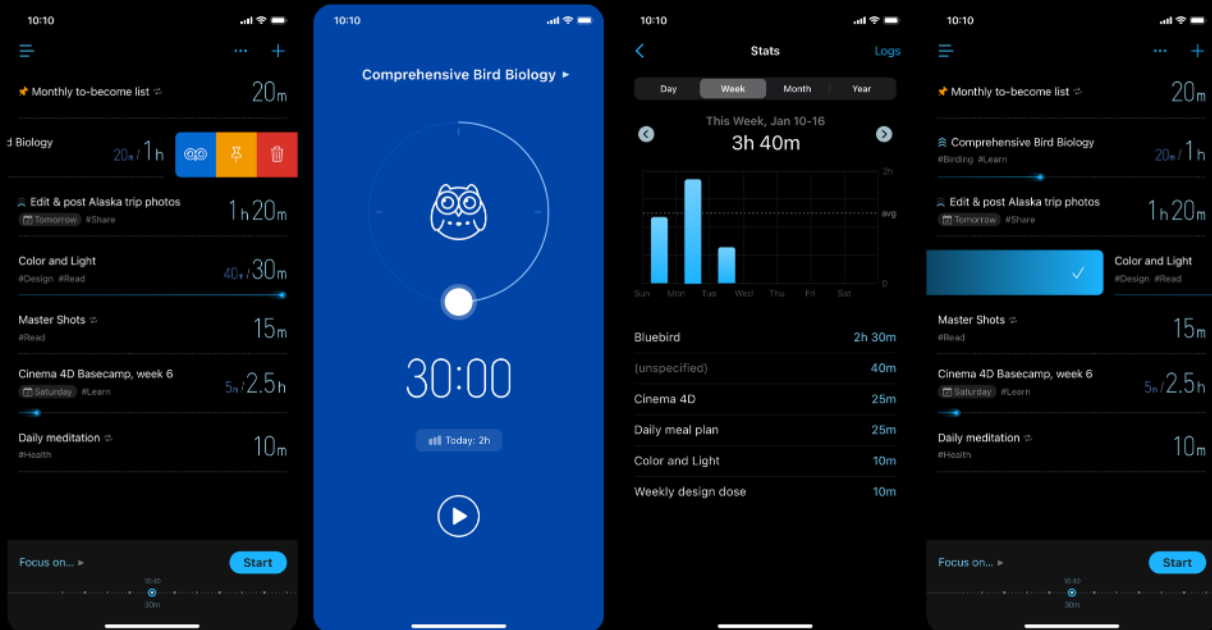 10:10
📌 Monthly to-become list
20m
d Biology
20m/1h
Edit & post Alaska trip photos
1h20m
Tomorrow #Share
Color and Light
40m/30m
#Design #Read
Master Shots
15m
#Read
Cinema 4D Basecamp, week 6
5m/2.5h
Saturday #Learn
Daily meditation
10m
#Health
Focus on...
Start
10:40
30m
10:10
Comprehensive Bird Biology
30:00
Today: 2h
10:10
Stats
Logs
Day Week Month Year
This Week, Jan 10-16
3h 40m
2h
avg
0
Sun Mon Tue Wed Thu Fri Sat
Bluebird 2h 30m
(unspecified) 40m
Cinema 4D 25m
Daily meal plan 25m
Color and Light 10m
Weekly design dose 10m
10:10
📌 Monthly to-become list
20m
Comprehensive Bird Biology
20m/1h
#Birding #Learn
Edit & post Alaska trip photos
1h20m
Tomorrow #Share
Color and Light
#Design #Read
Master Shots
15m
#Read
Cinema 4D Basecamp, week 6
5m/2.5h
Saturday #Learn
Daily meditation
10m
#Health
Focus on...
Start
10:40
30m